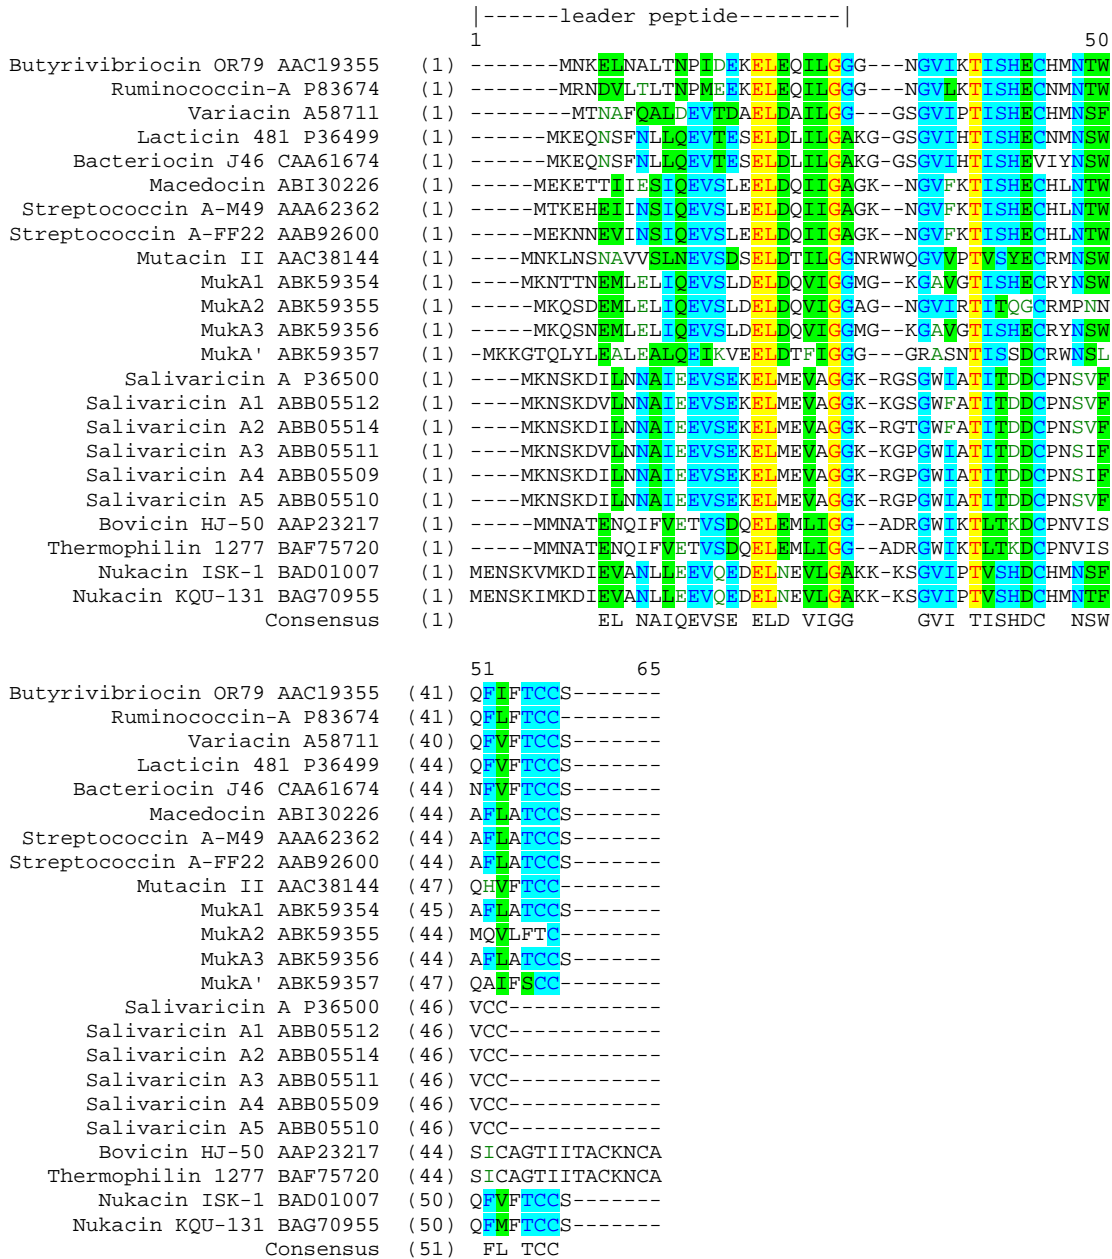 |------leader peptide--------|
1 50
Butyrivibriocin OR79 AAC19355 (1) -------MNKELNALTNPIDEKELEQILGGG---NGVIKTISHECHMNTW
Ruminococcin-A P83674 (1) -------MRNDVLTLTNPMEEKELEQILGGG---NGVLKTISHECNMNTW
Variacin A58711 (1) --------MTNAFQALDEVTDAELDAILGGG---GSGVIPTISHECHMNSF
Lacticin 481 P36499 (1) ------MKEQNSFNLLQEVTESELDLILGAKG-GSGVIHTISHECNMNSW
Bacteriocin J46 CAA61674 (1) ------MKEQNSFNLLQEVTESELDLILGAKG-GSGVIHTISHEVIYNSW
Macedocin ABI30226 (1) -----MEKETTIIESIQEVSLEELDQIIGAGK---NGVFKTISHECHLNTW
Streptococcin A-M49 AAA62362 (1) -----MTKEHEIINSIQEVSLEELDQIIGAGK--NGVFKTISHECHLNTW
Streptococcin A-FF22 AAB92600 (1) -----MEKNNEVINSIQEVSLEELDQIIGAGK--NGVFKTISHECHLNTW
Mutacin II AAC38144 (1) ----MNKLNSNAVVSLNEVSDSELDTILGGNRWWQGVVPTVSYECRMNSW
MukA1 ABK59354 (1) -----MKNTTNEMLELIQEVSLDELDQVIGGMG--KGAVGTISHECRYNSW
MukA2 ABK59355 (1) ------MKQSDEMLELIQEVSLDELDQVIGGAG--NGVIRTITQGCRMPNN
MukA3 ABK59356 (1) ------MKQSNEMLELIQEVSLDELDQVIGGMG--KGAVGTISHECRYNSW
MukA' ABK59357 (1) -MKKGTQLYLEALEALQEIKVEELDTFIGGG---GRASNTISSDCRWNSL
Salivaricin A P36500 (1) ----MKNSKDILNNAIEEVSEKELMEVAGGK-RGSGWIATITDDCPNSVF
Salivaricin A1 ABB05512 (1) ----MKNSKDVLNNAIEEVSEKELMEVAGGK-KGSGWFATITDDCPNSVF
Salivaricin A2 ABB05514 (1) ----MKNSKDILNNAIEEVSEKELMEVAGGK-RGTGWFATITDDCPNSVF
Salivaricin A3 ABB05511 (1) ----MKNSKDVLNNAIEEVSEKELMEVAGGK-KGPGWIATITDDCPNSIF
Salivaricin A4 ABB05509 (1) ----MKNSKDILNNAIEEVSEKELMEVAGGK-RGPGWIATITDDCPNSIF
Salivaricin A5 ABB05510 (1) ----MKNSKDILNNAIEEVSEKELMEVAGGK-RGPGWIATITDDCPNSVF
Bovicin HJ-50 AAP23217 (1) -----MMNATENQIFVETVSDQELEMLIGG--ADRGWIKTLTKDCPNVIS
Thermophilin 1277 BAF75720 (1) -----MMNATENQIFVETVSDQELEMLIGG--ADRGWIKTLTKDCPNVIS
Nukacin ISK-1 BAD01007 (1) MENSKVMKDIEVANLLEEVQEDELNEVLGAKK-KSGVIPTVSHDCHMNSF
Nukacin KQU-131 BAG70955 (1) MENSKIMKDIEVANLLEEVQEDELNEVLGAKK-KSGVIPTVSHDCHMNTF
Consensus (1) EL NAIQEVSE ELD VIGG GVI TISHDC NSW
51 65
Butyrivibriocin OR79 AAC19355 (41) QFIFTCCS-------
Ruminococcin-A P83674 (41) QFLFTCC--------
Variacin A58711 (40) QFVFTCCS-------
Lacticin 481 P36499 (44) QFVFTCCS-------
Bacteriocin J46 CAA61674 (44) NFVFTCCS-------
Macedocin ABI30226 (44) AFLATCCS-------
Streptococcin A-M49 AAA62362 (44) AFLATCCS-------
Streptococcin A-FF22 AAB92600 (44) AFLATCCS-------
Mutacin II AAC38144 (47) QHVFTCC--------
MukA1 ABK59354 (45) AFLATCCS-------
MukA2 ABK59355 (44) MQVLFTC--------
MukA3 ABK59356 (44) AFLATCCS-------
MukA' ABK59357 (47) QAIFSCC--------
Salivaricin A P36500 (46) VCC------------
Salivaricin A1 ABB05512 (46) VCC------------
Salivaricin A2 ABB05514 (46) VCC------------
Salivaricin A3 ABB05511 (46) VCC------------
Salivaricin A4 ABB05509 (46) VCC------------
Salivaricin A5 ABB05510 (46) VCC------------
Bovicin HJ-50 AAP23217 (44) SICAGTIITACKNCA
Thermophilin 1277 BAF75720 (44) SICAGTIITACKNCA
Nukacin ISK-1 BAD01007 (50) QFVFTCCS-------
Nukacin KQU-131 BAG70955 (50) QFMFTCCS-------
Consensus (51) FL TCC